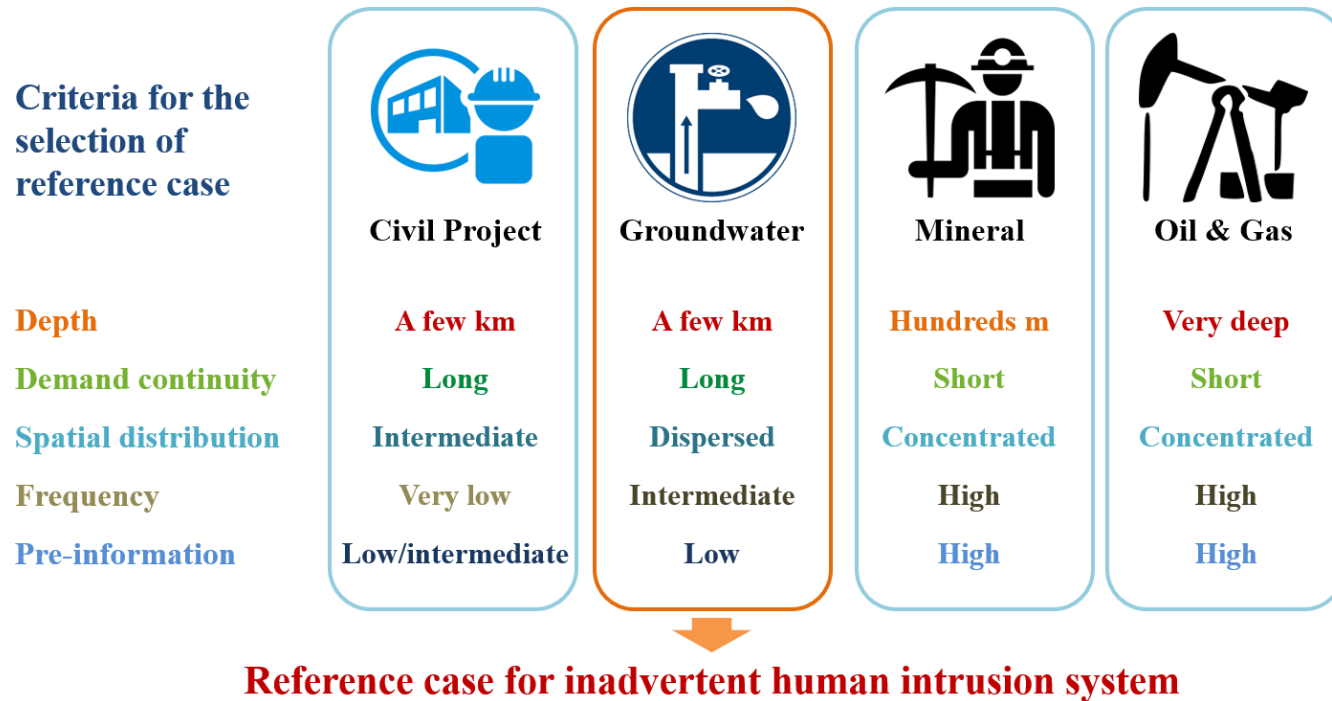 Criteria for the
selection of
reference case
Civil Project
Groundwater
Mineral
Oil & Gas
Depth
A few km
A few km
Hundreds m
Very deep
Demand continuity
Long
Long
Short
Short
Spatial distribution
Intermediate
Dispersed
Concentrated
Concentrated
Frequency
Very low
Intermediate
High
High
Pre-information
Low/intermediate
Low
High
High
Reference case for inadvertent human intrusion system